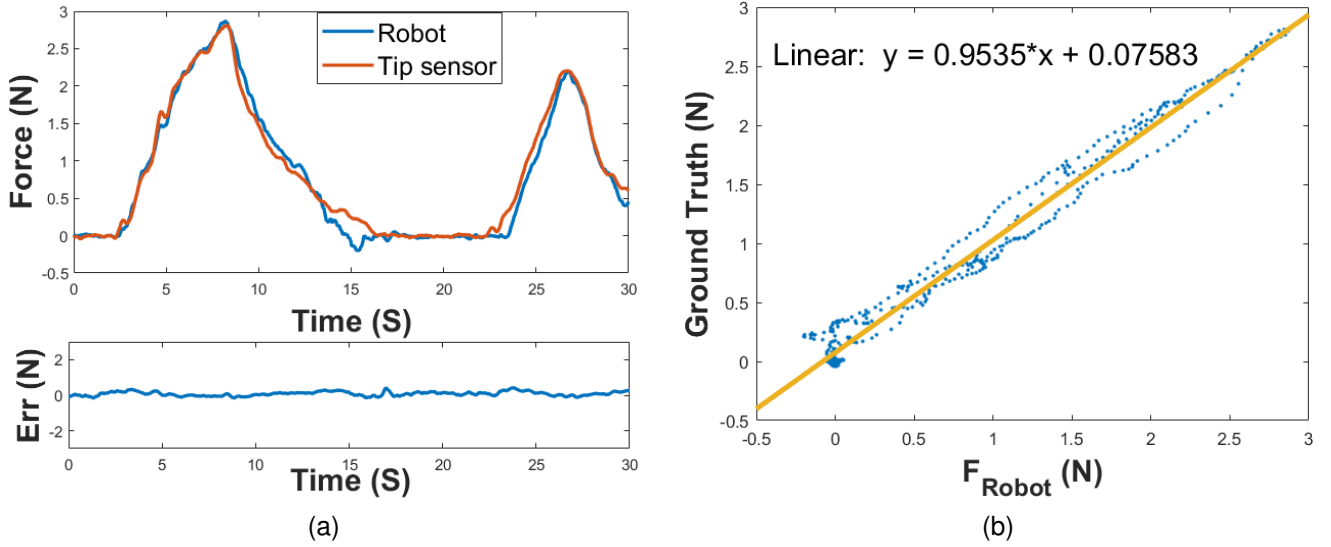 3
2.5
2
1.5
1
0.5
0
-0.5
Force (N)
Robot
Tip sensor
0 5 10 15 20 25 30
Time (S)
2
0
-2
Err (N)
0 5 10 15 20 25 30
Time (S)
(a)
3
2.5
2
1.5
1
0.5
0
-0.5
Ground Truth (N)
Linear: y = 0.9535*x + 0.07583
-0.5 0 0.5 1 1.5 2 2.5 3
F_Robot (N)
(b)